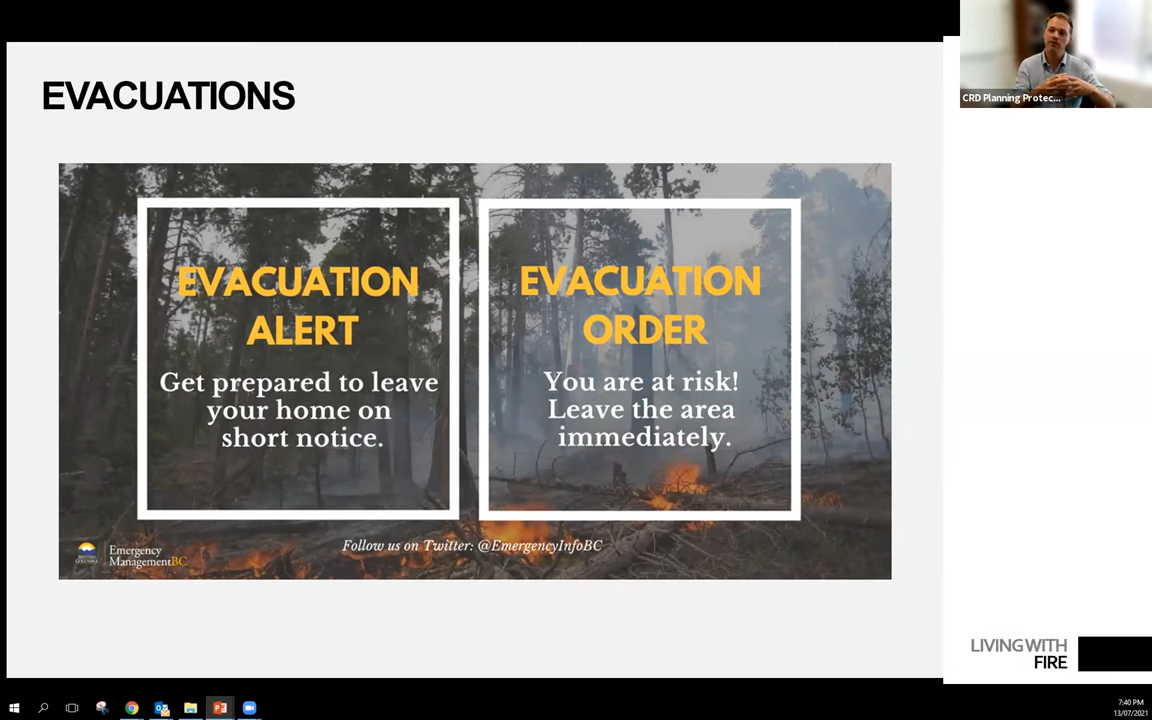 EVACUATIONS
CRD Planning Protec...
EVACUATION
ALERT
Get prepared to leave
your home on
short notice.
EVACUATION
ORDER
You are at risk!
Leave the area
immediately.
Emergency
ManagementBC
Follow us on Twitter: @EmergencyInfoBC
LIVING WITH
FIRE
7:40 PM
13/07/2021